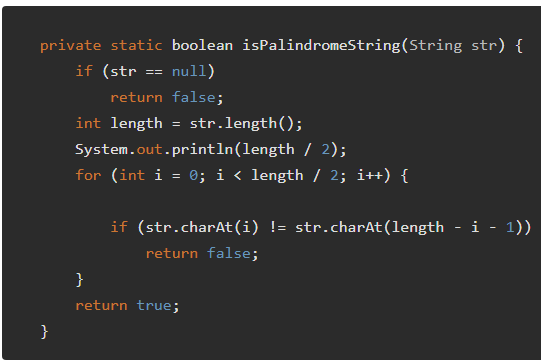 private static boolean isPalindromeString(String str) {
    if (str == null)
        return false;
    int length = str.length();
    System.out.println(length / 2);
    for (int i = 0; i < length / 2; i++) {

        if (str.charAt(i) != str.charAt(length - i - 1))
            return false;
    }
    return true;
}